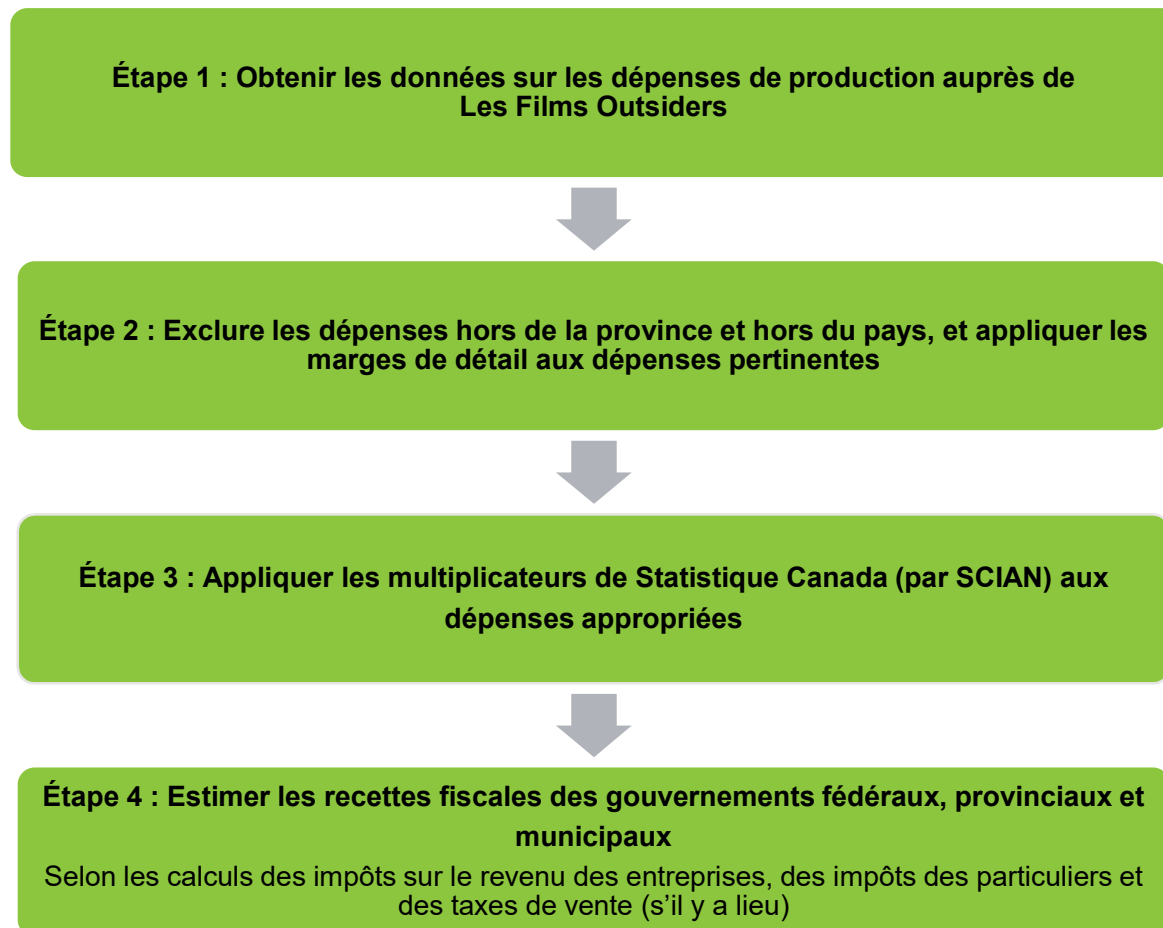 Étape 1 : Obtenir les données sur les dépenses de production auprès de
Les Films Outsiders
Étape 2 : Exclure les dépenses hors de la province et hors du pays, et appliquer les
marges de détail aux dépenses pertinentes
Étape 3 : Appliquer les multiplicateurs de Statistique Canada (par SCIAN) aux
dépenses appropriées
Étape 4 : Estimer les recettes fiscales des gouvernements fédéraux, provinciaux et
municipaux
Selon les calculs des impôts sur le revenu des entreprises, des impôts des particuliers et
des taxes de vente (s’il y a lieu)